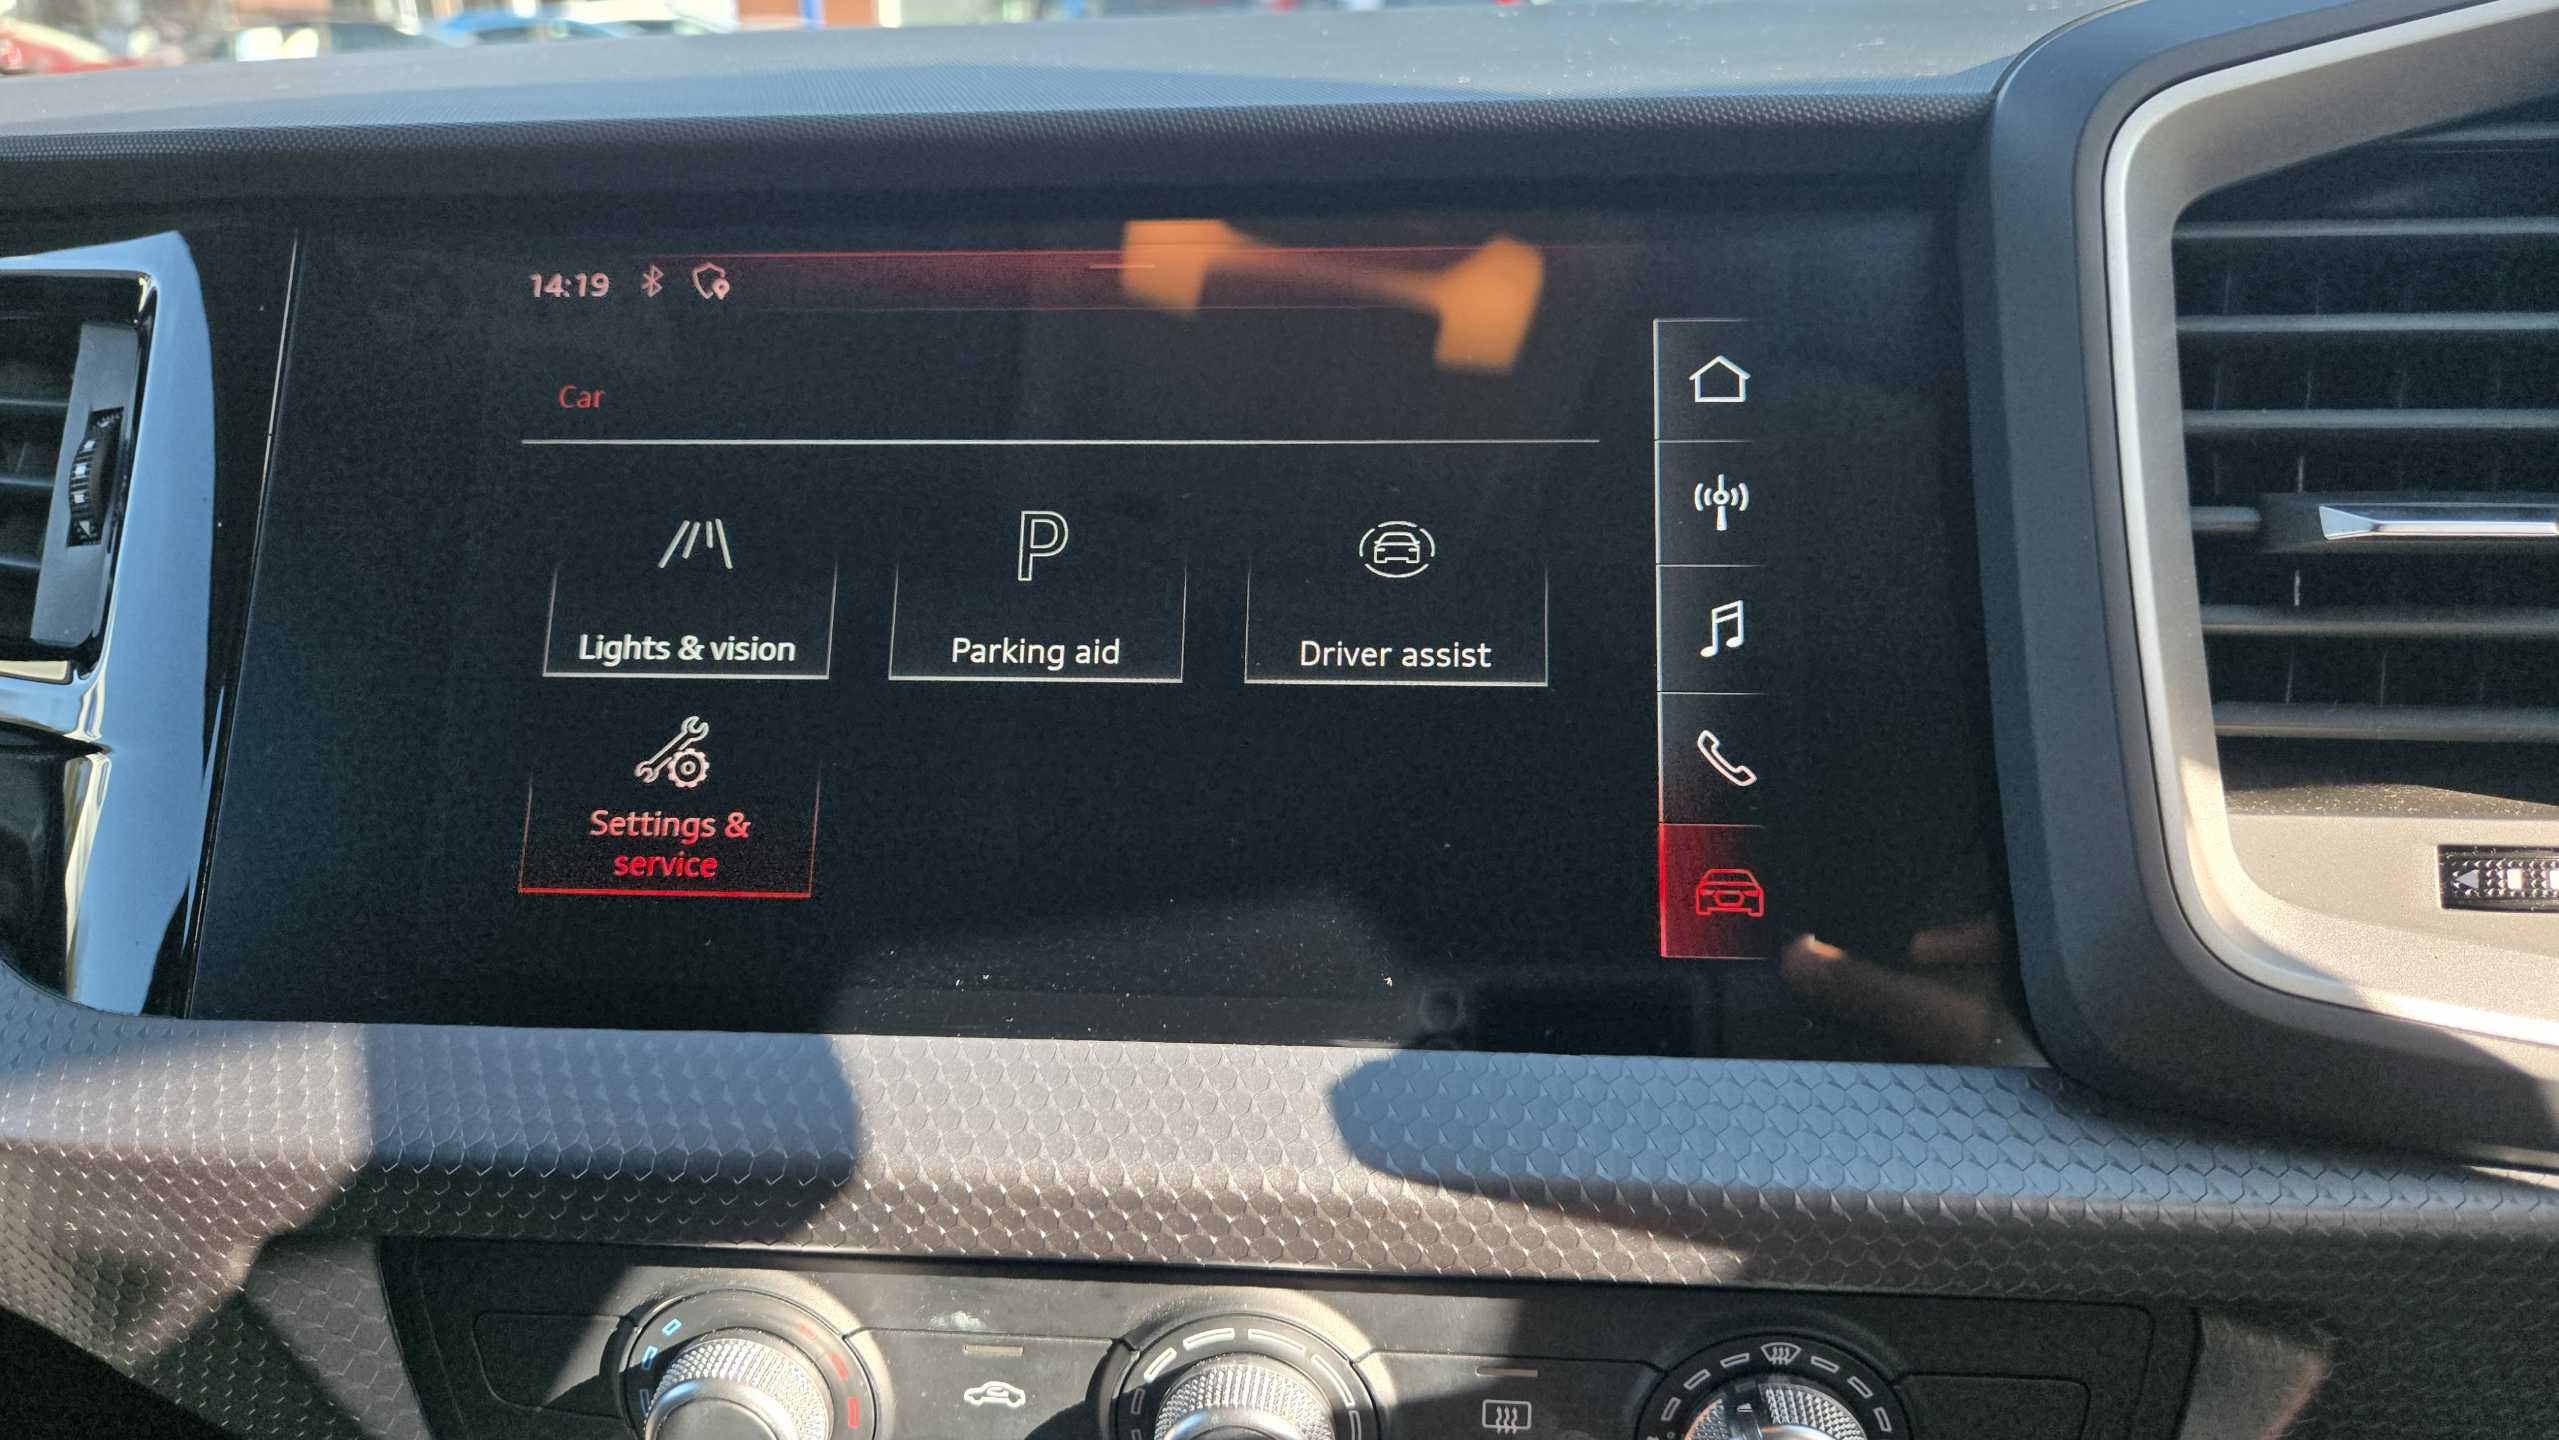 14:19
Car
Lights & vision
Parking aid
Driver assist
Settings &
service